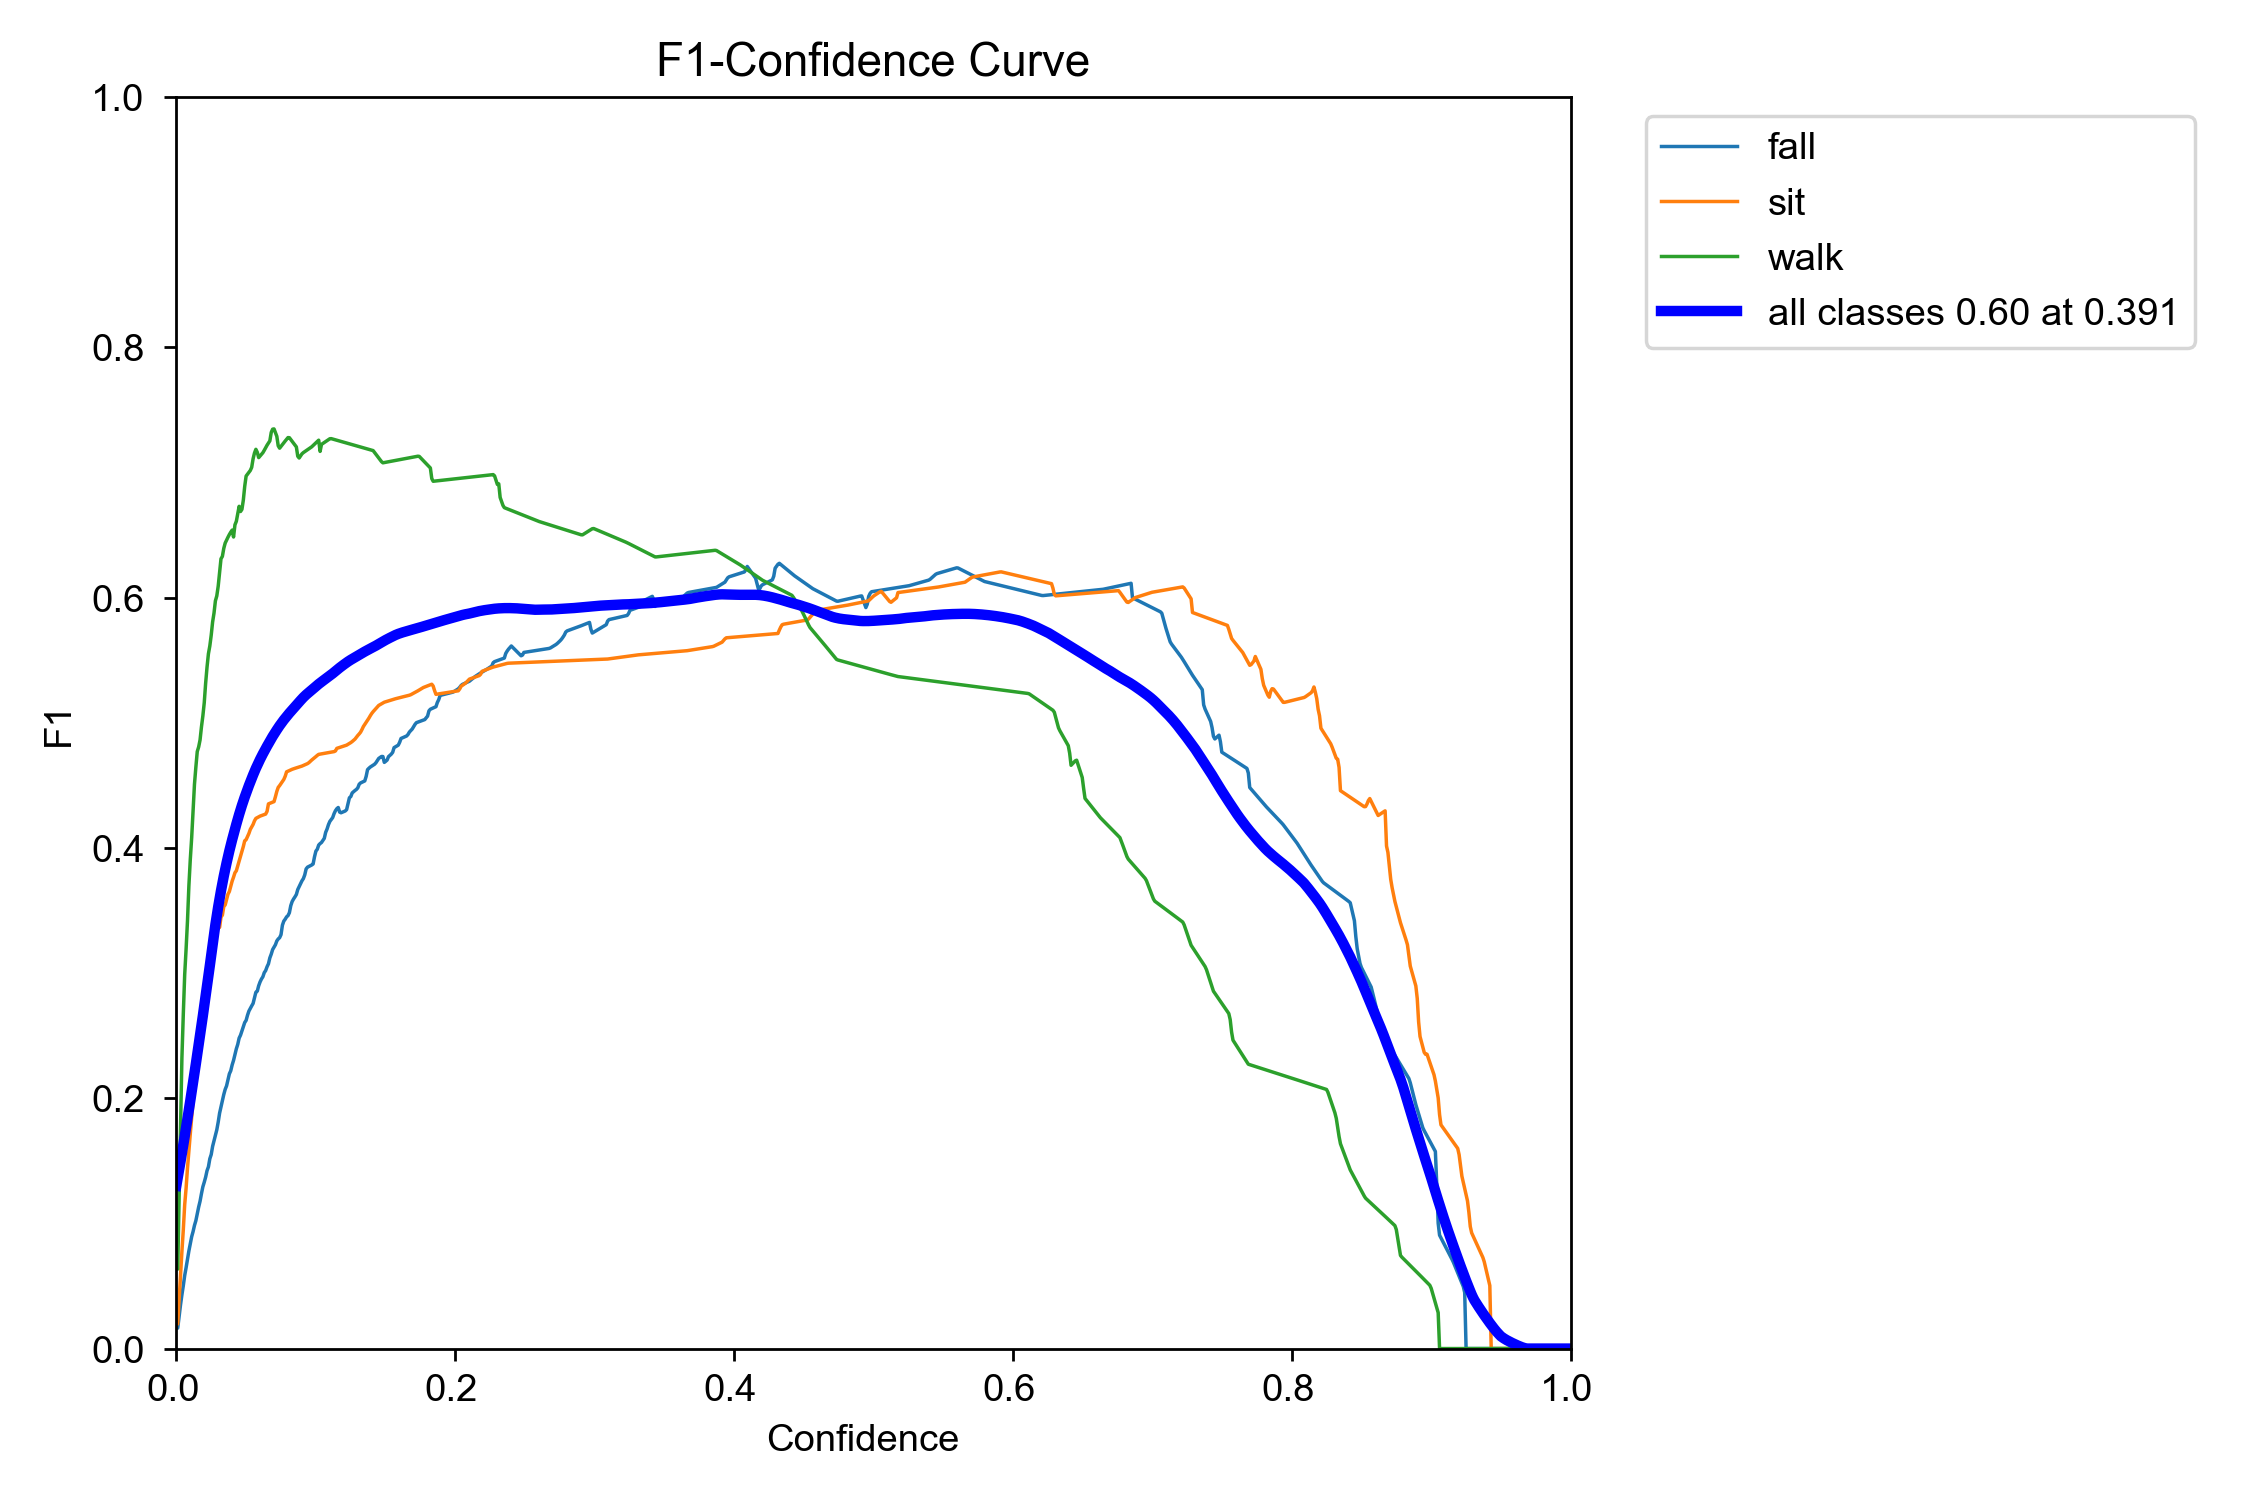 F1-Confidence Curve
1.0
0.8
0.6
0.4
0.2
0.0
F1
0.0 0.2 0.4 0.6 0.8 1.0
Confidence
fall
sit
walk
all classes 0.60 at 0.391